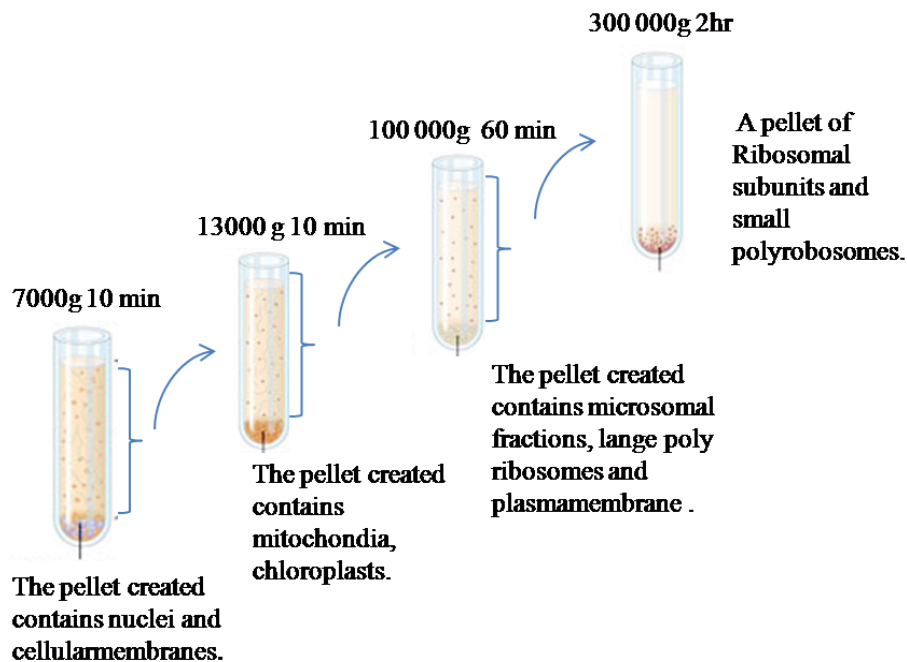 300 000g 2hr
A pellet of
Ribosomal
subunits and
small
polyrobosomes.
100 000g 60 min
The pellet created
contains microsomal
fractions, lange poly
ribosomes and
plasmamembrane .
13000 g 10 min
The pellet created
contains
mitochondia,
chloroplasts.
7000g 10 min
The pellet created
contains nuclei and
cellularmembranes.